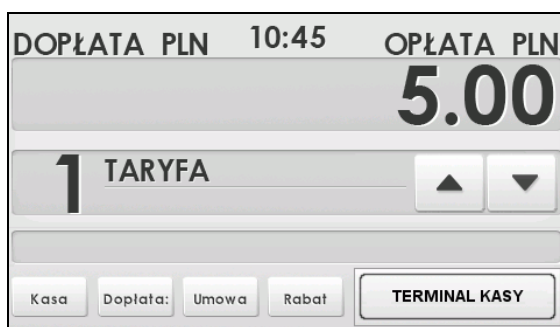 DOPŁATA PLN 10:45 OPŁATA PLN
5.00
1 TARYFA
Kasa Dopłata: Umowa Rabat TERMINAL KASY